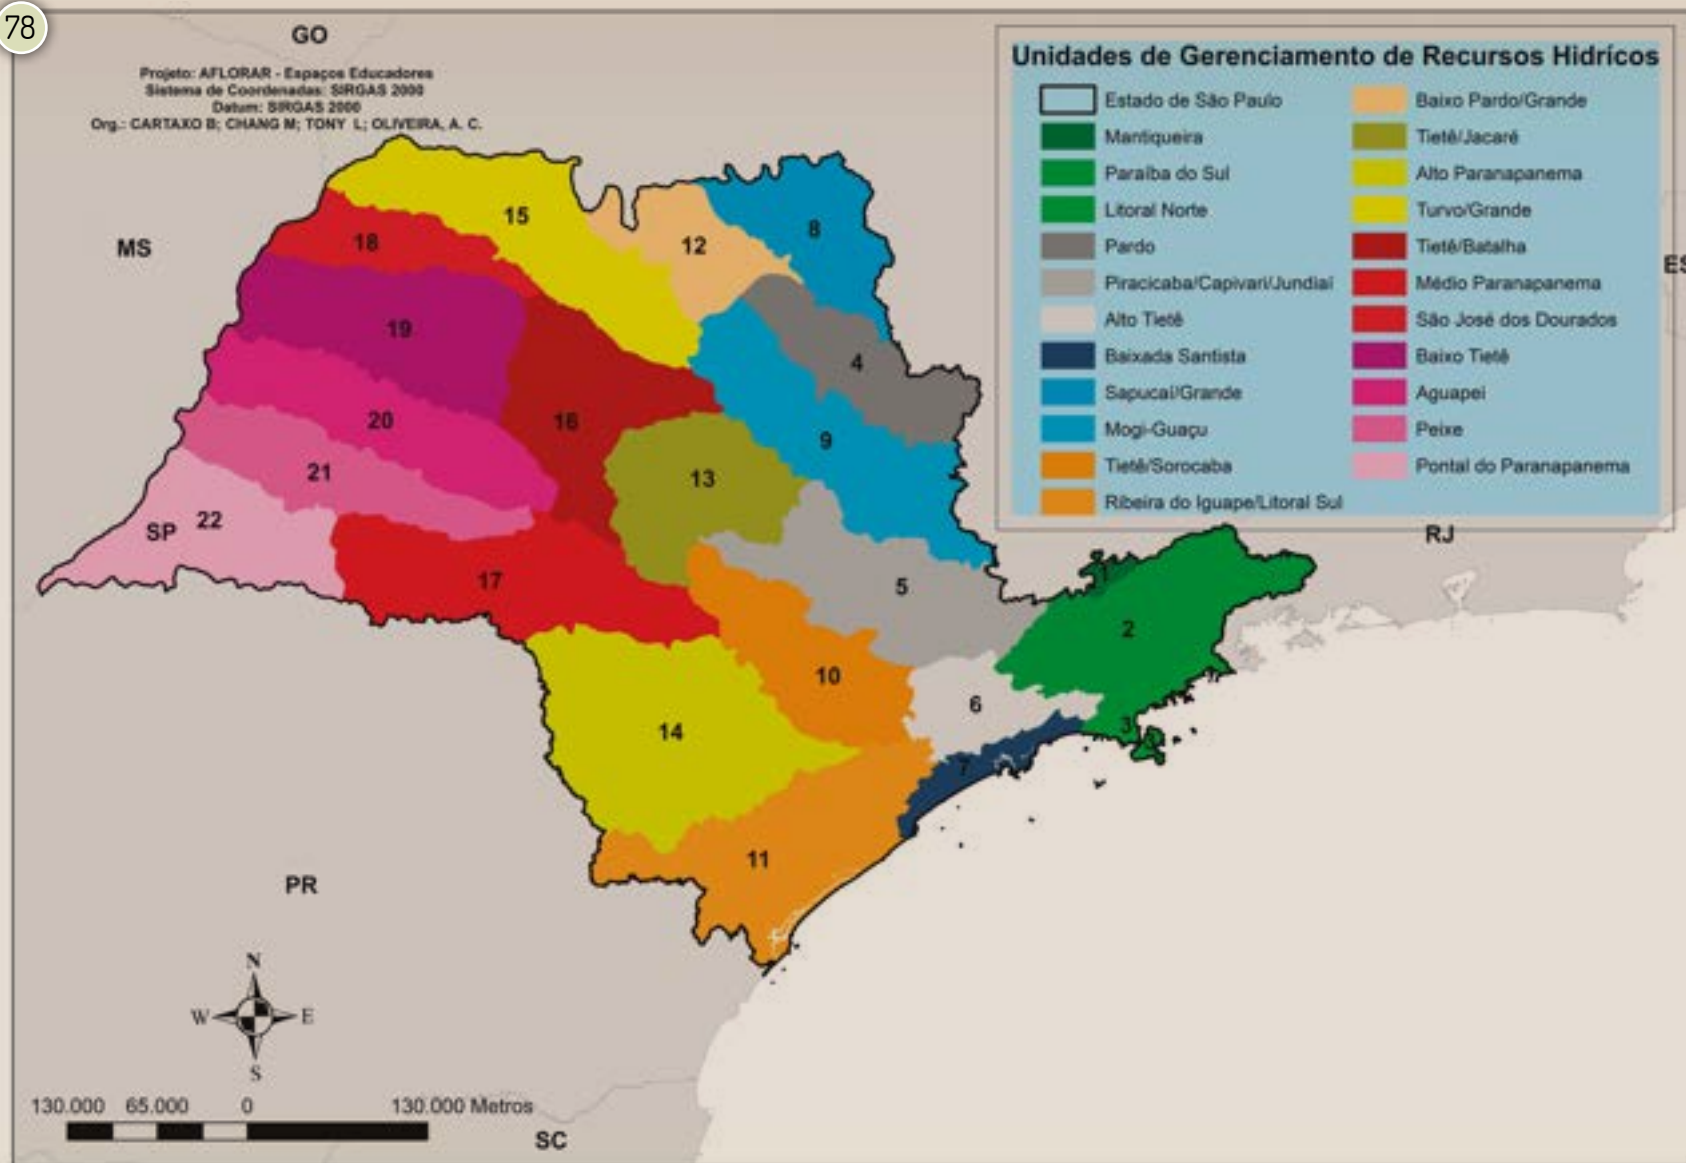 78
GO
Projeto: AFLORAR - Espaços Educadores
Sistema de Coordenadas: SIRGAS 2000
Datum: SIRGAS 2000
Org.: CARTAXO B; CHANG M; TONY L; OLIVEIRA, A. C.
Unidades de Gerenciamento de Recursos Hidrícos
Estado de São Paulo
Mantiqueira
Paraíba do Sul
Litoral Norte
Pardo
Piracicaba/Capivari/Jundiaí
Alto Tietê
Baixada Santista
Sapucaí/Grande
Mogi-Guaçu
Tietê/Sorocaba
Ribeira do Iguape/Litoral Sul
Baixo Pardo/Grande
Tietê/Jacaré
Alto Paranapanema
Turvo/Grande
Tietê/Batalha
Médio Paranapanema
São José dos Dourados
Baixo Tietê
Aguapei
Peixe
Pontal do Paranapanema
MS
ES
15
18
12
8
19
4
20
16
9
21
13
SP 22
RJ
17
5
1
2
10
6
14
3
7
11
PR
N
W E
S
130.000 65.000 0 130.000 Metros
SC